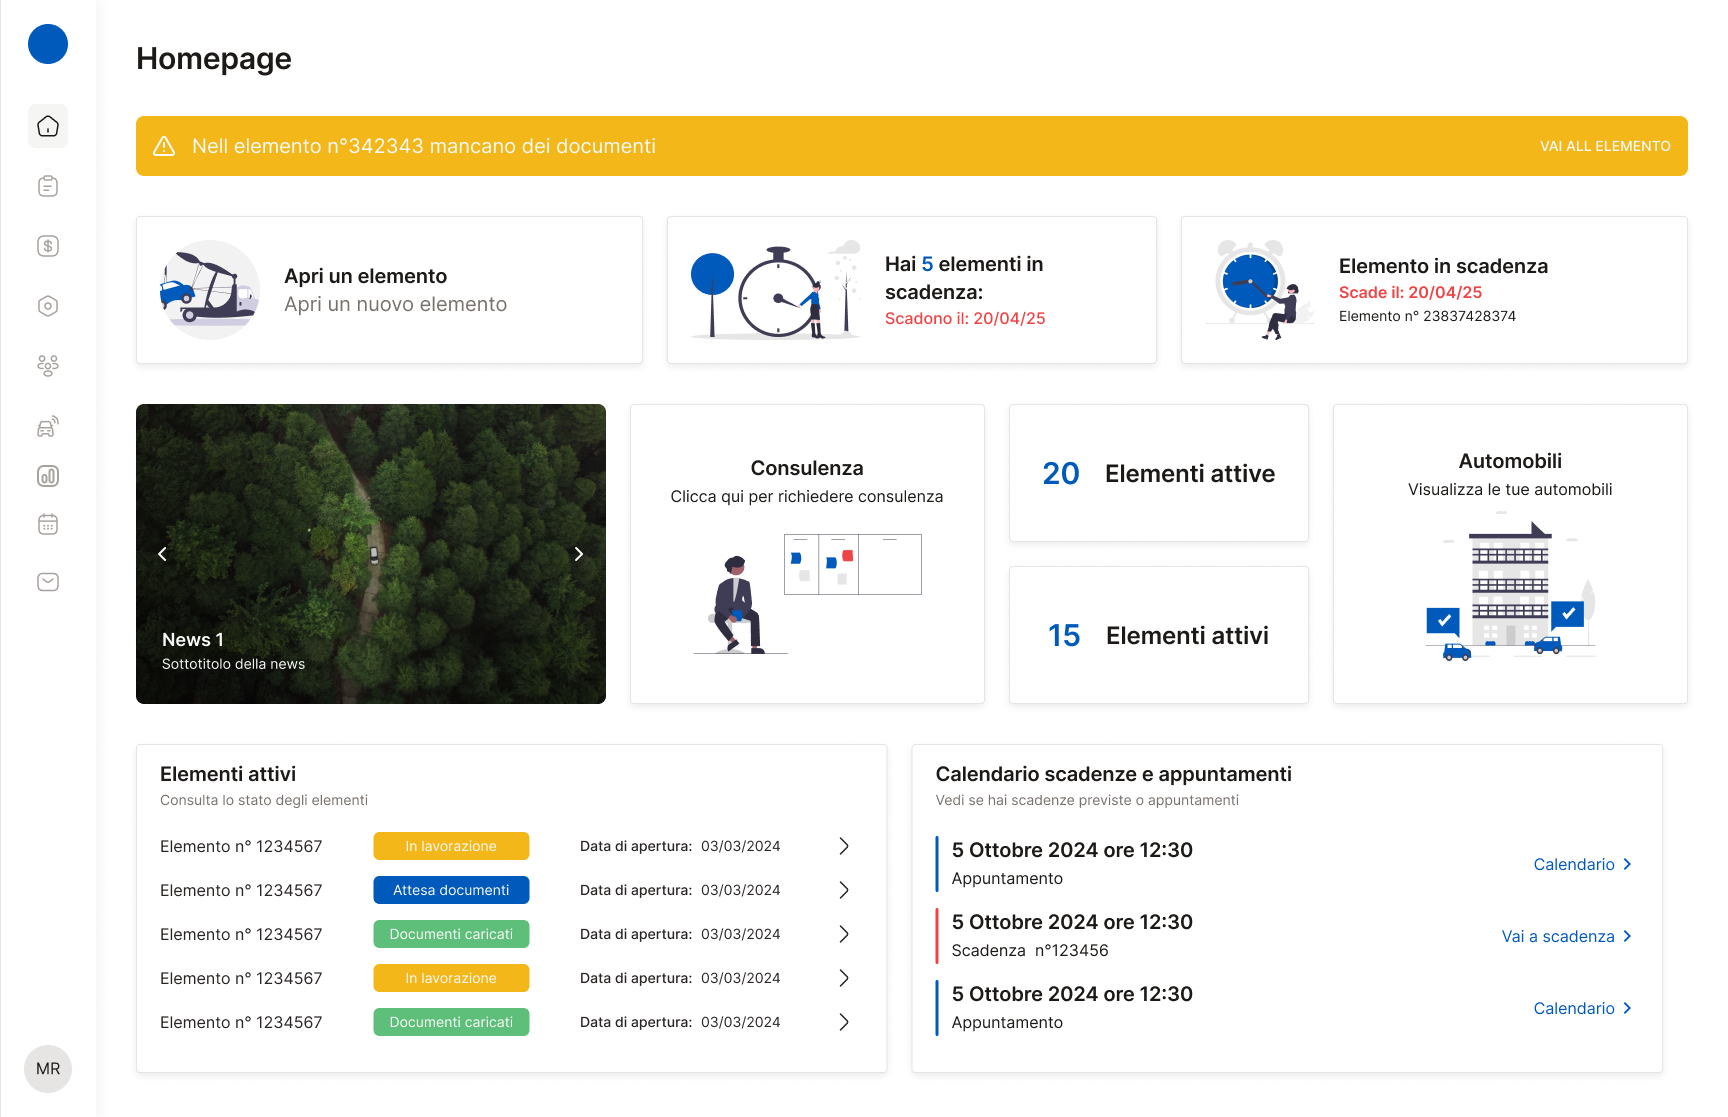 Homepage
Nell elemento n°342343 mancano dei documenti
VAI ALL ELEMENTO
Apri un elemento
Apri un nuovo elemento
Hai 5 elementi in
scadenza:
Scadono il: 20/04/25
Elemento in scadenza
Scade il: 20/04/25
Elemento n° 23837428374
News 1
Sottotitolo della news
Consulenza
Clicca qui per richiedere consulenza
20 Elementi attive
15 Elementi attivi
Automobili
Visualizza le tue automobili
Elementi attivi
Consulta lo stato degli elementi
Elemento n° 1234567 In lavorazione Data di apertura: 03/03/2024
Elemento n° 1234567 Attesa documenti Data di apertura: 03/03/2024
Elemento n° 1234567 Documenti caricati Data di apertura: 03/03/2024
Elemento n° 1234567 In lavorazione Data di apertura: 03/03/2024
Elemento n° 1234567 Documenti caricati Data di apertura: 03/03/2024
Calendario scadenze e appuntamenti
Vedi se hai scadenze previste o appuntamenti
5 Ottobre 2024 ore 12:30
Appuntamento
Calendario
5 Ottobre 2024 ore 12:30
Scadenza n°123456
Vai a scadenza
5 Ottobre 2024 ore 12:30
Appuntamento
Calendario
MR